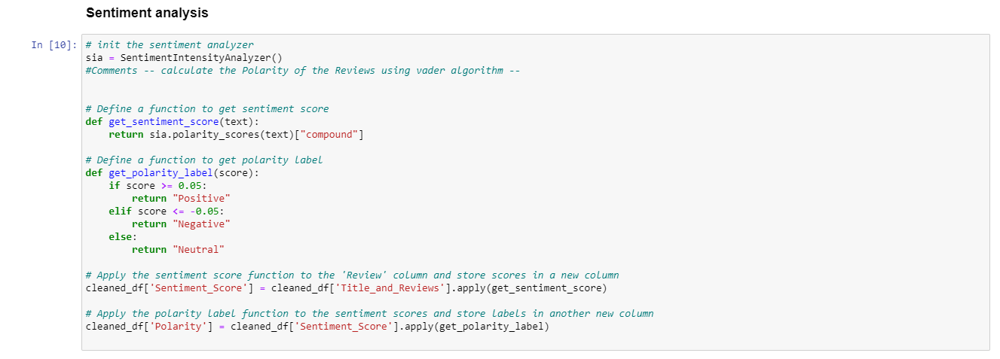 Sentiment analysis
In [10]: # init the sentiment analyzer
sia = SentimentIntensityAnalyzer()
#Comments -- calculate the Polarity of the Reviews using vader algorithm --
# Define a function to get sentiment score
def get_sentiment_score(text):
    return sia.polarity_scores(text)["compound"]
# Define a function to get polarity label
def get_polarity_label(score):
    if score >= 0.05:
        return "Positive"
    elif score <= -0.05:
        return "Negative"
    else:
        return "Neutral"
# Apply the sentiment score function to the 'Review' column and store scores in a new column
cleaned_df['Sentiment_Score'] = cleaned_df['Title_and_Reviews'].apply(get_sentiment_score)
# Apply the polarity label function to the sentiment scores and store labels in another new column
cleaned_df['Polarity'] = cleaned_df['Sentiment_Score'].apply(get_polarity_label)